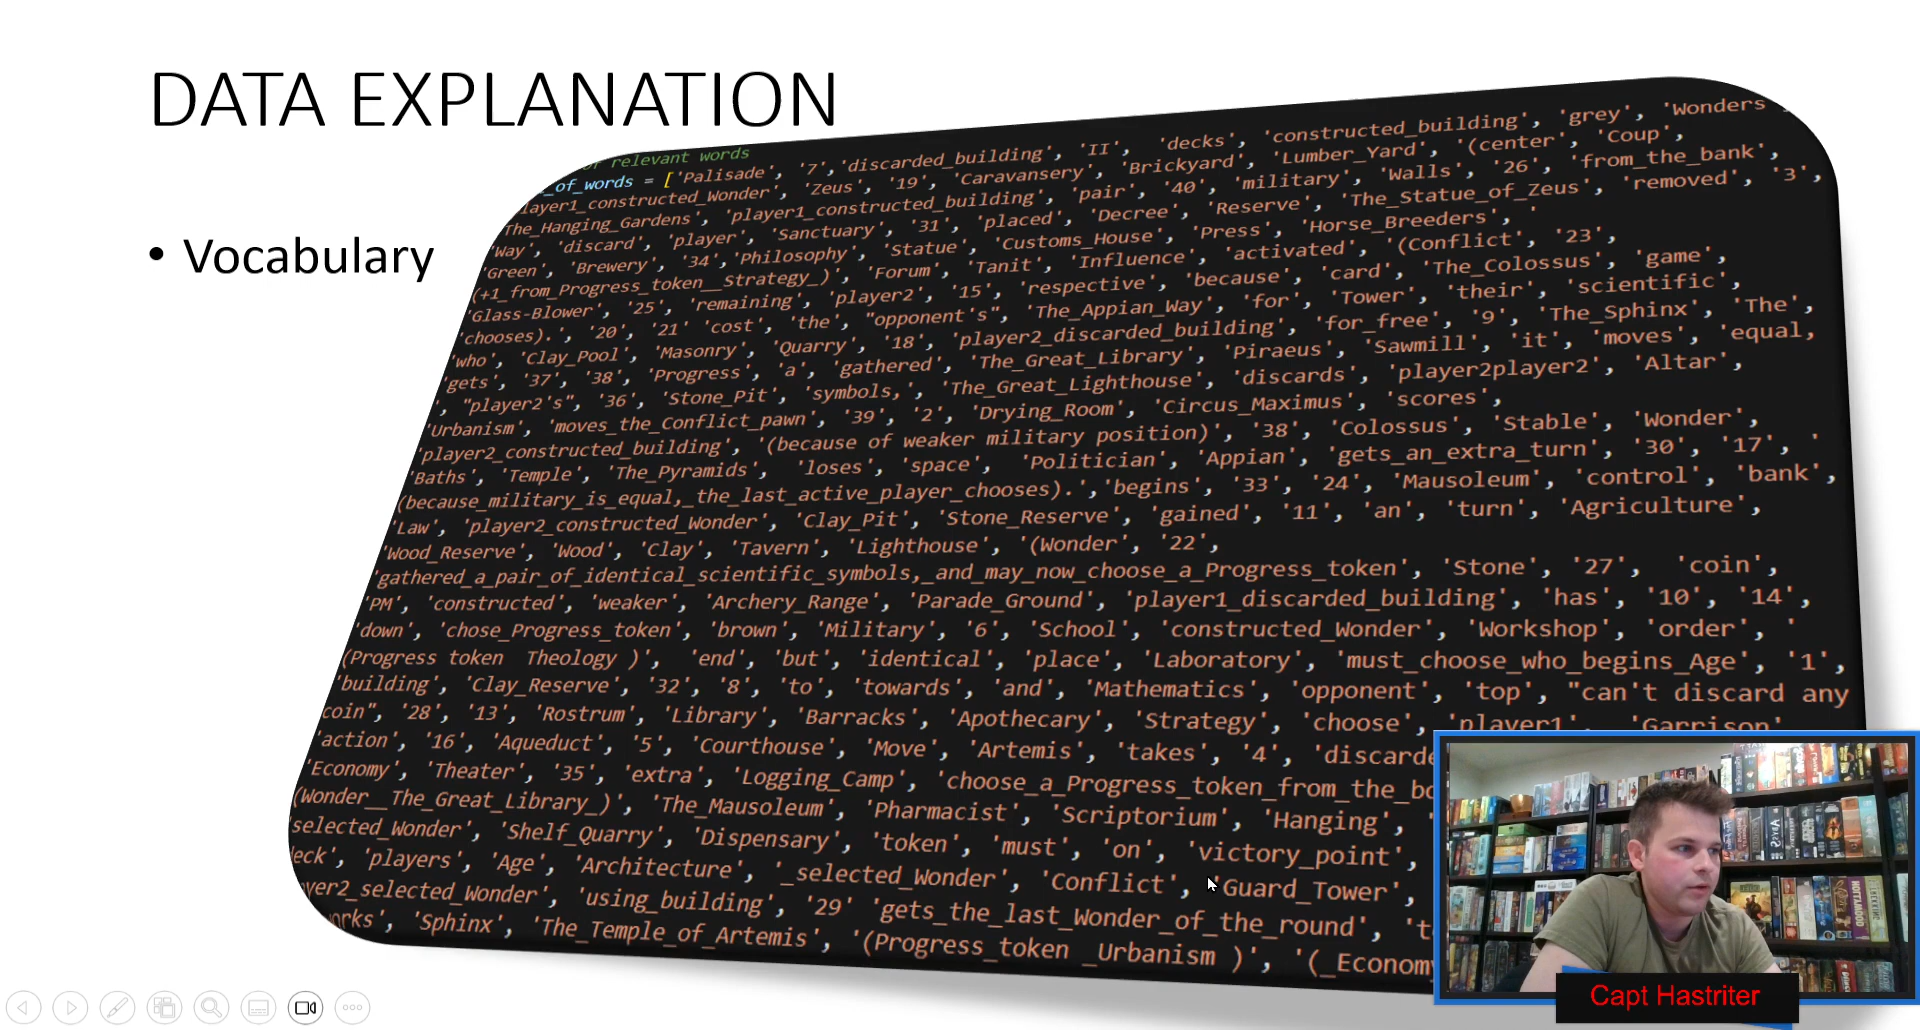 DATA EXPLANATION
• Vocabulary
of relevant words
_of_words = ['Palisade', '7','discarded_building', 'II', 'decks', 'constructed_building', 'grey', 'Wonders',
player1_constructed_Wonder', 'Zeus', '19', 'Caravansery', 'Brickyard', 'Lumber_Yard', '(center', 'Coup',
'The_Hanging_Gardens', 'player1_constructed_building', 'pair', '40', 'military', 'Walls', '26', 'from_the_bank',
'Way', 'discard', 'player', 'Sanctuary', '31', 'placed', 'Decree', 'Reserve', 'The_Statue_of_Zeus', 'removed', '3',
'Green', 'Brewery', '34','Philosophy', 'Statue', 'Customs_House', 'Press', 'Horse_Breeders', '
(+1_from_Progress_token__Strategy_)', 'Forum', 'Tanit', 'Influence', 'activated', '(Conflict', '23',
'Glass-Blower', '25', 'remaining', 'player2', '15', 'respective', 'because', 'card', 'The_Colossus', 'game',
'chooses).', '20', '21' 'cost', 'the', "opponent's", 'The_Appian_Way', 'for', 'Tower', 'their', 'scientific',
'who', 'Clay_Pool', 'Masonry', 'Quarry', '18', 'player2_discarded_building', 'for_free', '9', 'The_Sphinx', 'The',
'gets', '37', '38', 'Progress', 'a', 'gathered', 'The_Great_Library', 'Piraeus', 'Sawmill', 'it', 'moves', 'equal,
', "player2's", '36', 'Stone_Pit', 'symbols,', 'The_Great_Lighthouse', 'discards', 'player2player2', 'Altar',
'Urbanism', 'moves_the_Conflict_pawn', '39', '2', 'Drying_Room', 'Circus_Maximus', 'scores',
'player2_constructed_building', '(because of weaker military position)', '38', 'Colossus', 'Stable', 'Wonder',
'Baths', 'Temple', 'The_Pyramids', 'loses', 'space', 'Politician', 'Appian', 'gets_an_extra_turn', '30', '17', '
(because_military_is_equal,_the_last_active_player_chooses).','begins', '33', '24', 'Mausoleum', 'control', 'bank',
'Law', 'player2_constructed_Wonder', 'Clay_Pit', 'Stone_Reserve', 'gained', '11', 'an', 'turn', 'Agriculture',
'Wood_Reserve', 'Wood', 'Clay', 'Tavern', 'Lighthouse', '(Wonder', '22',
'gathered_a_pair_of_identical_scientific_symbols,_and_may_now_choose_a_Progress_token', 'Stone', '27', 'coin',
'PM', 'constructed', 'weaker', 'Archery_Range', 'Parade_Ground', 'player1_discarded_building', 'has', '10', '14',
'down', 'chose_Progress_token', 'brown', 'Military', '6', 'School', 'constructed_Wonder', 'Workshop', 'order', '
(Progress token  Theology )', 'end', 'but', 'identical', 'place', 'Laboratory', 'must_choose_who_begins_Age', '1',
'building', 'Clay_Reserve', '32', '8', 'to', 'towards', 'and', 'Mathematics', 'opponent', 'top', "can't discard any
coin", '28', '13', 'Rostrum', 'Library', 'Barracks', 'Apothecary', 'Strategy', 'choose', 'player1', 'Garrison'
'action', '16', 'Aqueduct', '5', 'Courthouse', 'Move', 'Artemis', 'takes', '4', 'discarde
'Economy', 'Theater', '35', 'extra', 'Logging_Camp', 'choose_a_Progress_token_from_the_bo
(Wonder__The_Great_Library_)', 'The_Mausoleum', 'Pharmacist', 'Scriptorium', 'Hanging', '
'selected_Wonder', 'Shelf_Quarry', 'Dispensary', 'token', 'must', 'on', 'victory_point',
deck', 'players', 'Age', 'Architecture', '_selected_Wonder', 'Conflict', 'Guard_Tower',
yer2_selected_Wonder', 'using_building', '29' 'gets_the_last_Wonder_of_the_round', 't
orks', 'Sphinx', 'The_Temple_of_Artemis', '(Progress_token _Urbanism )', '(_Economy
Capt Hastriter